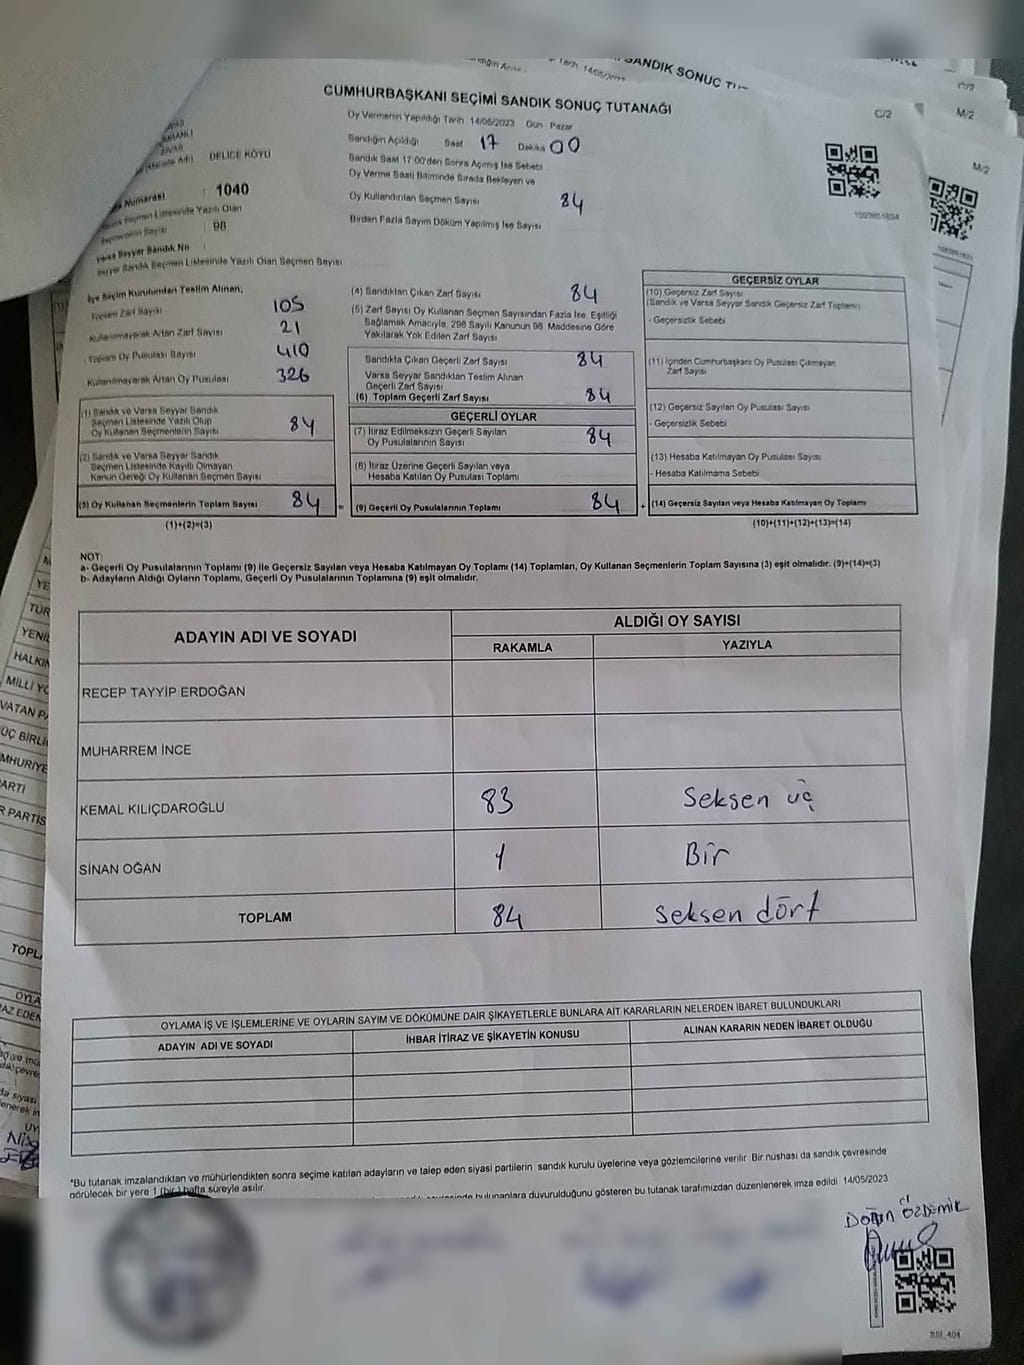 SANDIK SONUÇ
C/2
M/2
M/2
CUMHURBAŞKANI SEÇİMİ SANDIK SONUÇ TUTANAĞI
C/2
Oy Vermenin Yapıldığı Tarih 14/05/2023 Gün Pazar
Sandığın Açıldığı Saat 17 Dakika 00
Sandık Saat 17:00'den Sonra Açılmış İse Sebebi
Oy Verme Saati Bitiminde Sırada Bekleyen ve
Oy Kullandırılan Seçmen Sayısı 84
Birden Fazla Sayım Döküm Yapılmış İse Sayısı
DELİCE KÖYÜ
Numarası : 1040
Seçmen Listesinde Yazılı Olan
Seçmenlerin Sayısı : 98
Varsa Seyyar Sandık No
Seyyar Sandık Seçmen Listesinde Yazılı Olan Seçmen Sayısı
İlçe Seçim Kurulundan Teslim Alınan;
Toplam Zarf Sayısı 105
Kullanılmayarak Artan Zarf Sayısı 21
Toplam Oy Pusulası Sayısı 410
Kullanılmayarak Artan Oy Pusulası 326
(1) Sandık ve Varsa Seyyar Sandık
Seçmen Listesinde Yazılı Olup
Oy Kullanan Seçmenlerin Sayısı 84
(2) Sandık ve Varsa Seyyar Sandık
Seçmen Listesinde Kayıtlı Olmayan
Kanun Gereği Oy Kullanan Seçmen Sayısı
(3) Oy Kullanan Seçmenlerin Toplam Sayısı 84
(1)+(2)=(3)
(4) Sandıktan Çıkan Zarf Sayısı 84
(5) Zarf Sayısı Oy Kullanan Seçmen Sayısından Fazla İse, Eşitliği
Sağlamak Amacıyla, 298 Sayılı Kanunun 98. Maddesine Göre
Yakılarak Yok Edilen Zarf Sayısı
Sandıkta Çıkan Geçerli Zarf Sayısı 84
Varsa Seyyar Sandıktan Teslim Alınan
Geçerli Zarf Sayısı
(6) Toplam Geçerli Zarf Sayısı 84
GEÇERLİ OYLAR
(7) İtiraz Edilmeksizin Geçerli Sayılan
Oy Pusulalarının Sayısı 84
(8) İtiraz Üzerine Geçerli Sayılan veya
Hesaba Katılan Oy Pusulası Toplamı
= (9) Geçerli Oy Pusulalarının Toplamı 84 +
GEÇERSİZ OYLAR
(10) Geçersiz Zarf Sayısı
(Sandık ve Varsa Seyyar Sandık Geçersiz Zarf Toplamı)
- Geçersizlik Sebebi
(11) İçinden Cumhurbaşkanı Oy Pusulası Çıkmayan
Zarf Sayısı
(12) Geçersiz Sayılan Oy Pusulası Sayısı
- Geçersizlik Sebebi
(13) Hesaba Katılmayan Oy Pusulası Sayısı
- Hesaba Katılmama Sebebi
(14) Geçersiz Sayılan veya Hesaba Katılmayan Oy Toplamı
(10)+(11)+(12)+(13)=(14)
NOT:
a- Geçerli Oy Pusulalarının Toplamı (9) ile Geçersiz Sayılan veya Hesaba Katılmayan Oy Toplamı (14) Toplamları, Oy Kullanan Seçmenlerin Toplam Sayısına (3) eşit olmalıdır. (9)+(14)=(3)
b- Adayların Aldığı Oyların Toplamı, Geçerli Oy Pusulalarının Toplamına (9) eşit olmalıdır.
ADAYIN ADI VE SOYADI
ALDIĞI OY SAYISI
RAKAMLA YAZIYLA
RECEP TAYYİP ERDOĞAN
MUHARREM İNCE
KEMAL KILIÇDAROĞLU 83 Seksen üç
SİNAN OĞAN 1 Bir
TOPLAM 84 Seksen dört
OYLAMA İŞ VE İŞLEMLERİNE VE OYLARIN SAYIM VE DÖKÜMÜNE DAİR ŞİKAYETLERLE BUNLARA AİT KARARLARIN NELERDEN İBARET BULUNDUKLARI
ADAYIN ADI VE SOYADI İHBAR İTİRAZ VE ŞİKAYETİN KONUSU ALINAN KARARIN NEDEN İBARET OLDUĞU
*Bu tutanak imzalandıktan ve mühürlendikten sonra seçime katılan adayların ve talep eden siyasi partilerin sandık kurulu üyelerine veya gözlemcilerine verilir. Bir nüshası da sandık çevresinde
görülecek bir yere 1 (bir) hafta süreyle asılır.
bulunanlara duyurulduğunu gösteren bu tutanak tarafımızdan düzenlenerek imza edildi 14/05/2023